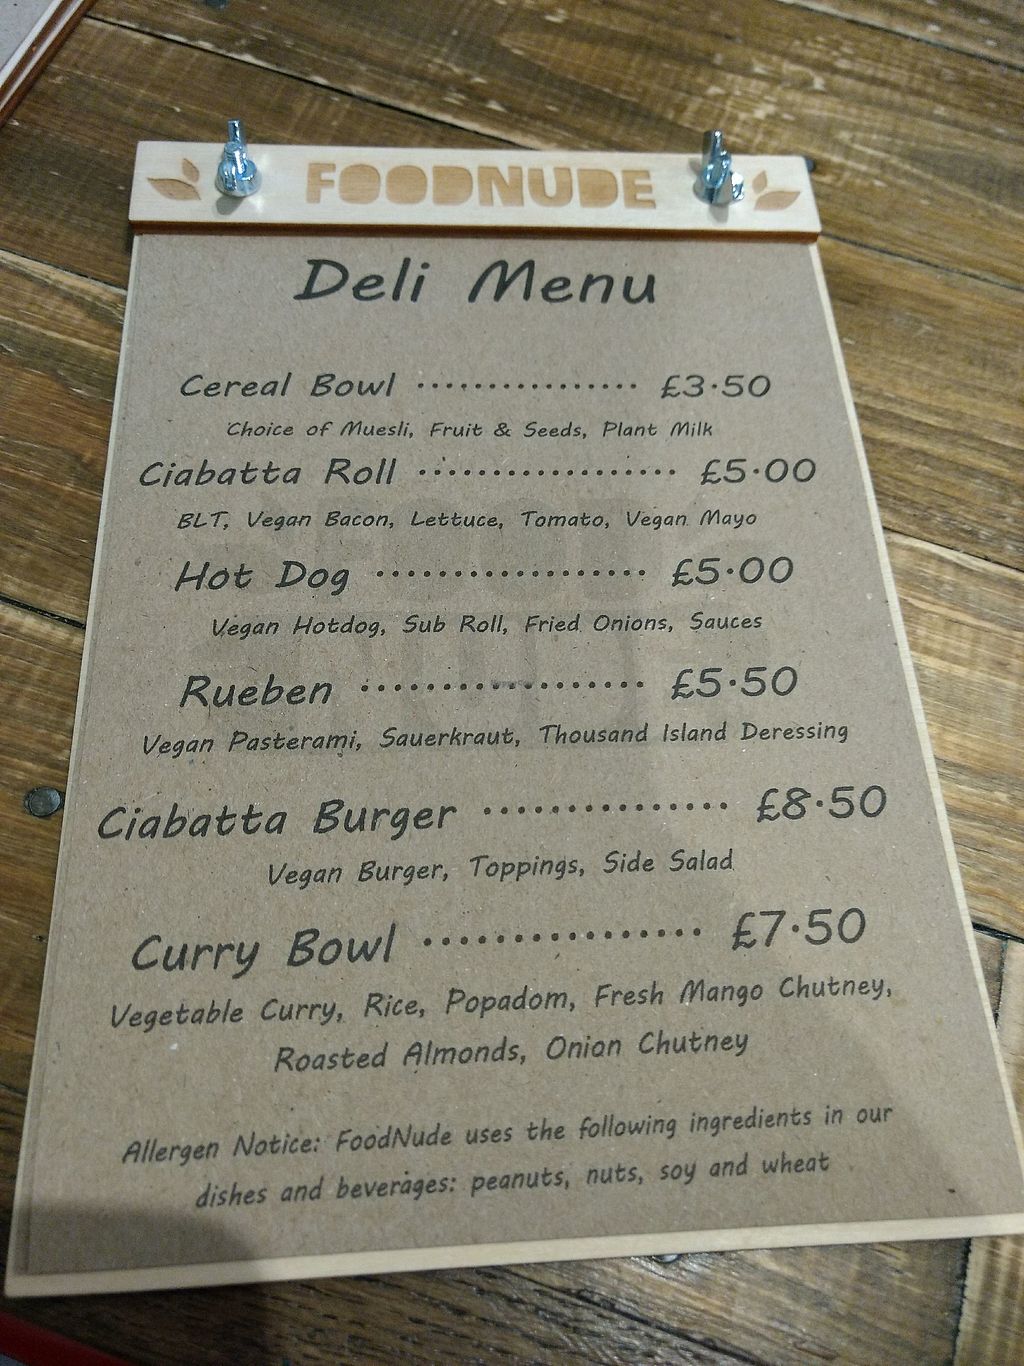 FOODNUDE
Deli Menu
Cereal Bowl ················ £3·50
Choice of Muesli, Fruit & Seeds, Plant Milk
Ciabatta Roll ·················· £5·00
BLT, Vegan Bacon, Lettuce, Tomato, Vegan Mayo
Hot Dog ················· £5·00
Vegan Hotdog, Sub Roll, Fried Onions, Sauces
Rueben ·················· £5·50
Vegan Pasterami, Sauerkraut, Thousand Island Deressing
Ciabatta Burger ··············· £8·50
Vegan Burger, Toppings, Side Salad
Curry Bowl ················ £7·50
Vegetable Curry, Rice, Popadom, Fresh Mango Chutney,
Roasted Almonds, Onion Chutney
Allergen Notice: FoodNude uses the following ingredients in our
dishes and beverages: peanuts, nuts, soy and wheat